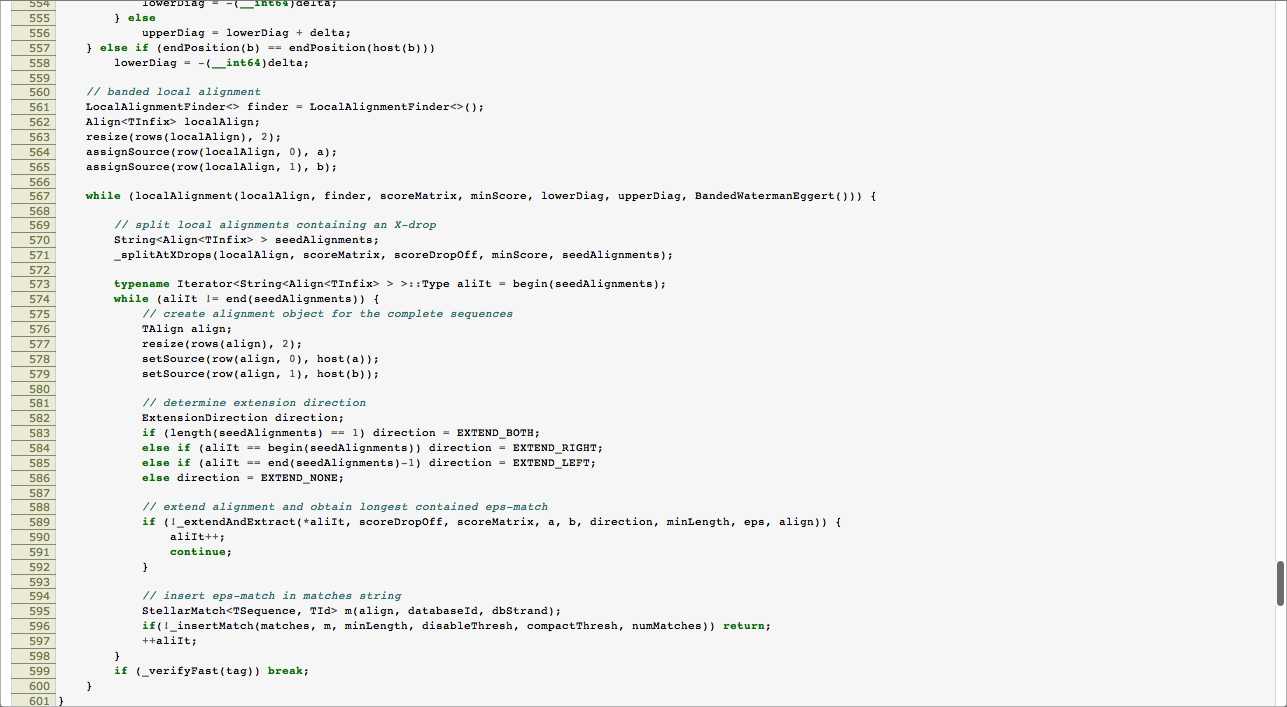 554             lowerDiag = -(__int64)delta;
555         } else
556             upperDiag = lowerDiag + delta;
557     } else if (endPosition(b) == endPosition(host(b)))
558         lowerDiag = -(__int64)delta;
559
560     // banded local alignment
561     LocalAlignmentFinder<> finder = LocalAlignmentFinder<>();
562     Align<TInfix> localAlign;
563     resize(rows(localAlign), 2);
564     assignSource(row(localAlign, 0), a);
565     assignSource(row(localAlign, 1), b);
566
567     while (localAlignment(localAlign, finder, scoreMatrix, minScore, lowerDiag, upperDiag, BandedWatermanEggert())) {
568
569         // split local alignments containing an X-drop
570         String<Align<TInfix> > seedAlignments;
571         _splitAtXDrops(localAlign, scoreMatrix, scoreDropOff, minScore, seedAlignments);
572
573         typename Iterator<String<Align<TInfix> > >::Type aliIt = begin(seedAlignments);
574         while (aliIt != end(seedAlignments)) {
575             // create alignment object for the complete sequences
576             TAlign align;
577             resize(rows(align), 2);
578             setSource(row(align, 0), host(a));
579             setSource(row(align, 1), host(b));
580
581             // determine extension direction
582             ExtensionDirection direction;
583             if (length(seedAlignments) == 1) direction = EXTEND_BOTH;
584             else if (aliIt == begin(seedAlignments)) direction = EXTEND_RIGHT;
585             else if (aliIt == end(seedAlignments)-1) direction = EXTEND_LEFT;
586             else direction = EXTEND_NONE;
587
588             // extend alignment and obtain longest contained eps-match
589             if (!_extendAndExtract(*aliIt, scoreDropOff, scoreMatrix, a, b, direction, minLength, eps, align)) {
590                 aliIt++;
591                 continue;
592             }
593
594             // insert eps-match in matches string
595             StellarMatch<TSequence, TId> m(align, databaseId, dbStrand);
596             if(!_insertMatch(matches, m, minLength, disableThresh, compactThresh, numMatches)) return;
597             ++aliIt;
598         }
599         if (_verifyFast(tag)) break;
600     }
601 }